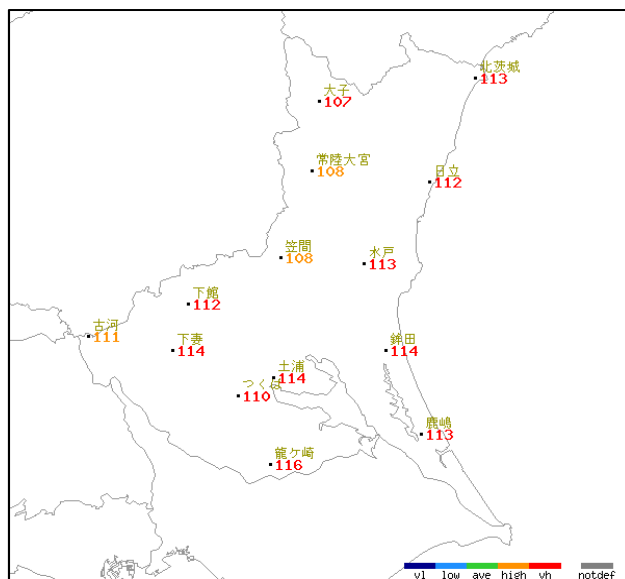 北茨城
113
大子
107
常陸大宮
108
日立
112
笠間
108
水戸
113
下館
112
古河
111
下妻
114
鉾田
114
土浦
114
つくば
110
鹿嶋
113
龍ケ崎
116
vl low ave high vh notdef